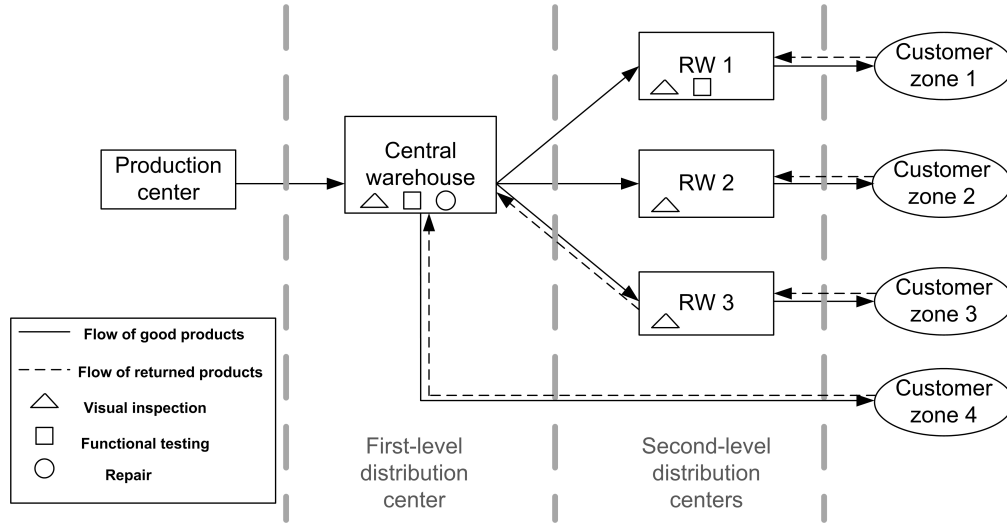 Production
center
Central
warehouse
RW 1
RW 2
RW 3
Customer
zone 1
Customer
zone 2
Customer
zone 3
Customer
zone 4
Flow of good products
Flow of returned products
Visual inspection
Functional testing
Repair
First-level
distribution
center
Second-level
distribution
centers